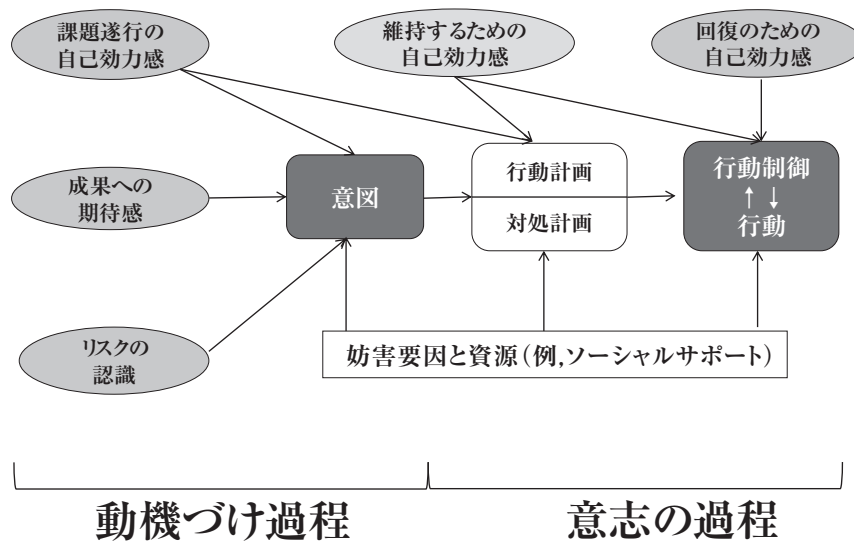 課題遂行の
自己効力感
維持するための
自己効力感
回復のための
自己効力感
成果への
期待感
意図
行動計画
対処計画
行動制御
↑ ↓
行動
リスクの
認識
妨害要因と資源(例,ソーシャルサポート)
動機づけ過程
意志の過程